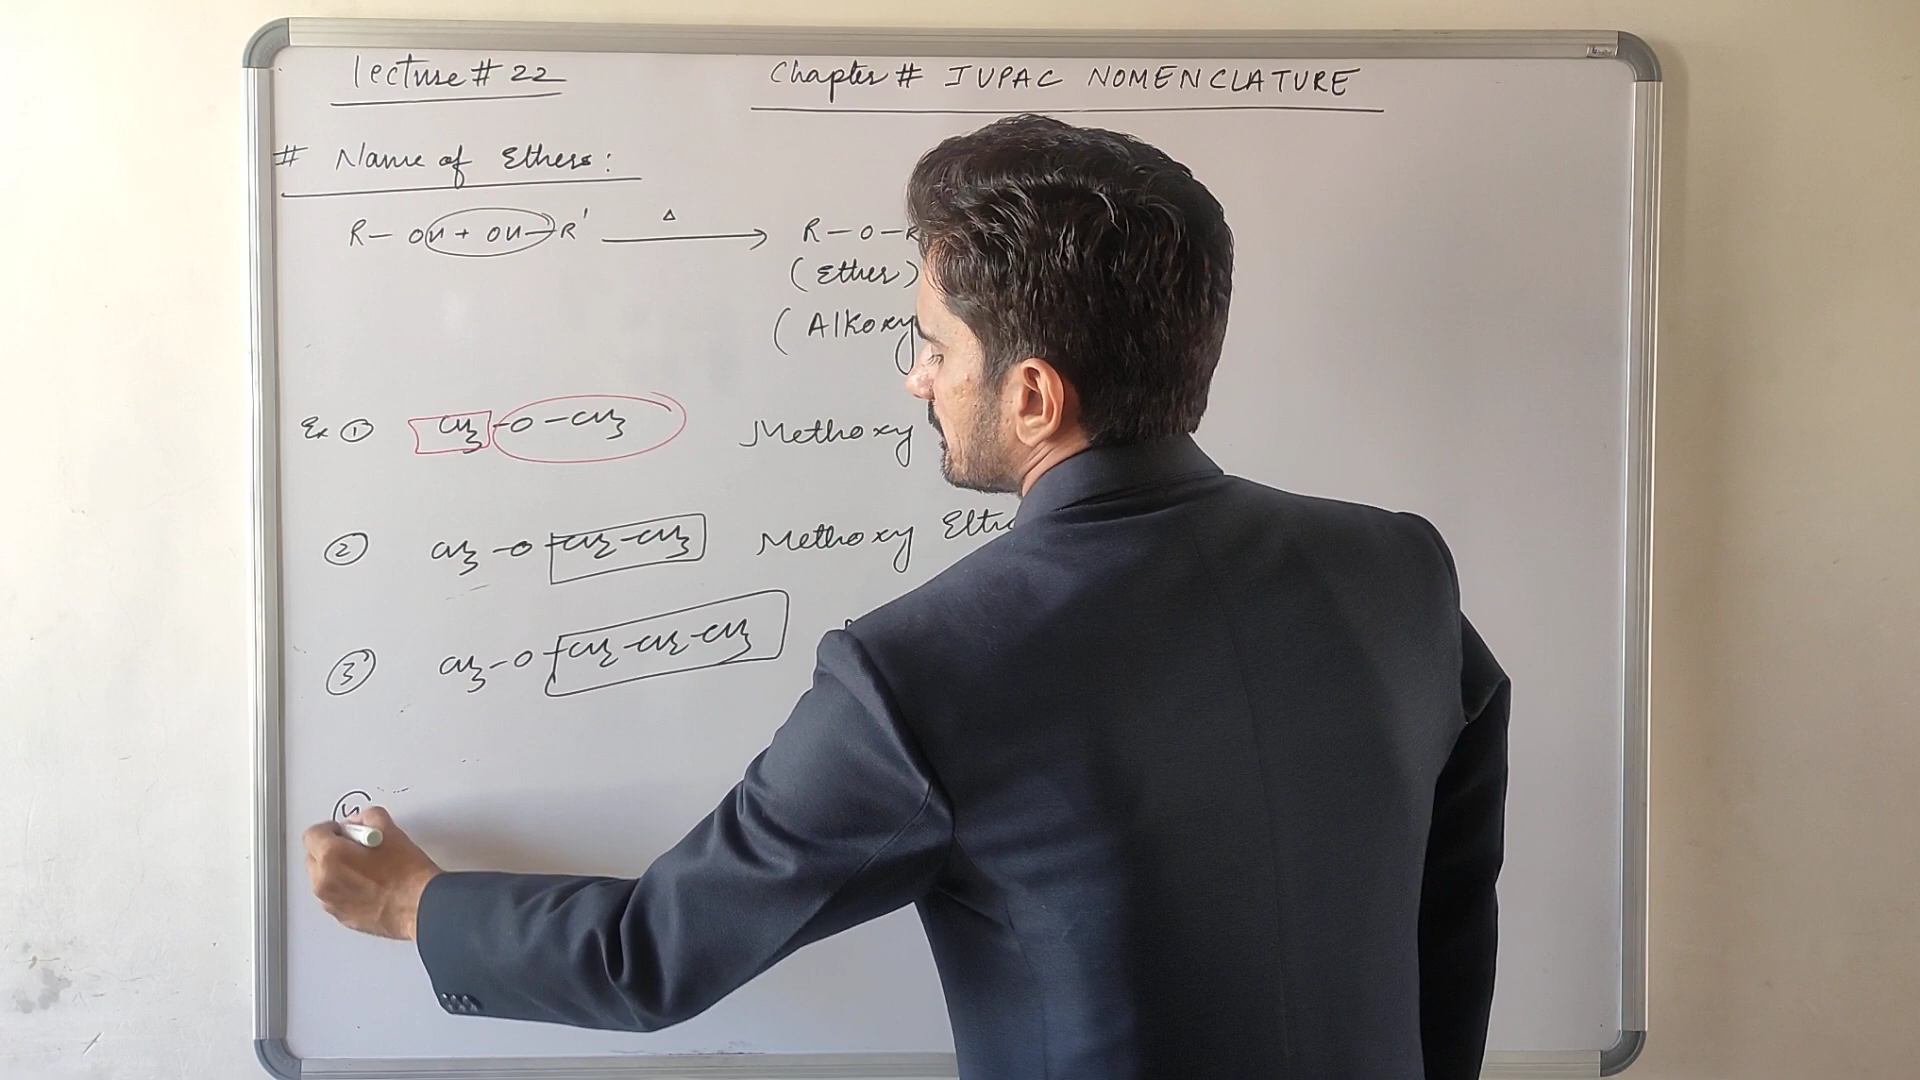 Lecture # 22
Chapter # IUPAC NOMENCLATURE
# Name of Ethers:
R- OH + OH-R' Δ → R-O-R
(Ether)
(Alkoxy
Ex ① CH3-O-CH3 Methoxy
② CH3-O-CH2-CH3 Methoxy Eth
③ CH3-O-CH2-CH2-CH3